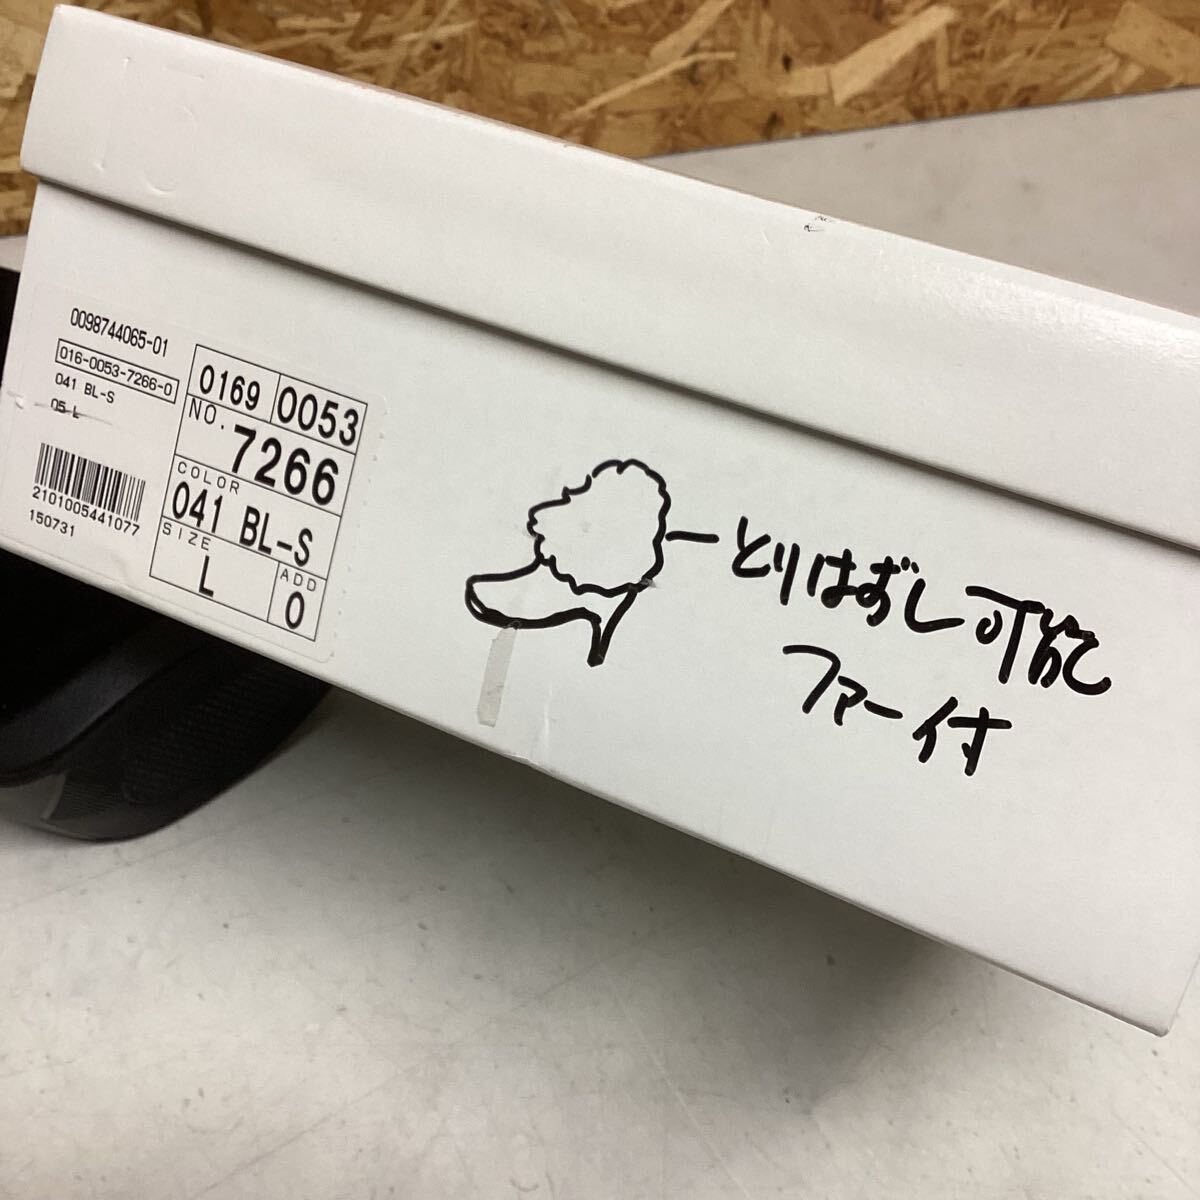 0098744065-01
016-0053-7266-0
041 BL-S
05 L
2101005441077
150731
0169 0053
NO. 7266
COLOR
041 BL-S
SIZE
L
ADD
0
とりはずし可能
ファー付